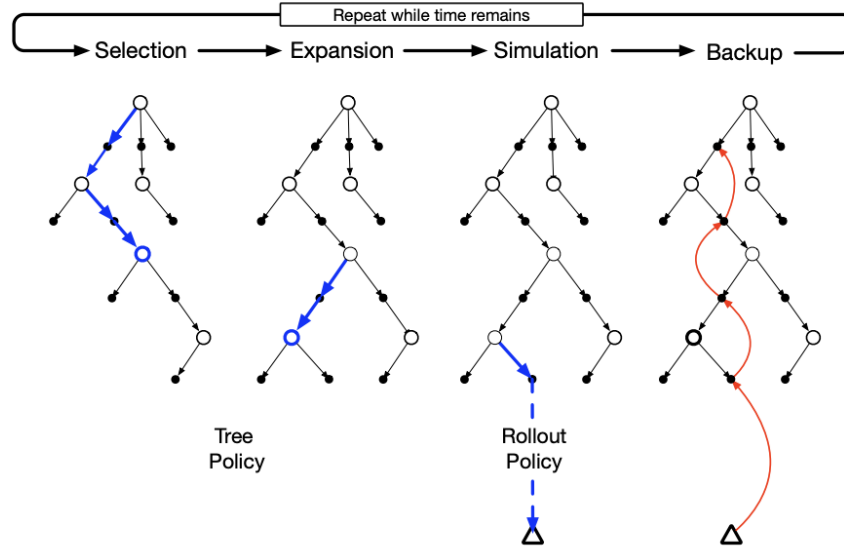 Repeat while time remains
Selection
Expansion
Simulation
Backup
Tree
Policy
Rollout
Policy